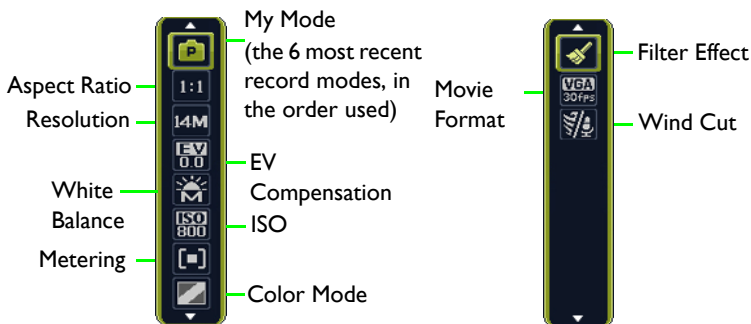 My Mode
(the 6 most recent
record modes, in
the order used)
P
Aspect Ratio
1:1
Resolution
14M
EV
0.0
EV
Compensation
White
Balance
M
ISO
800
ISO
Metering
Color Mode
Filter Effect
Movie
Format
VGA
30fps
Wind Cut